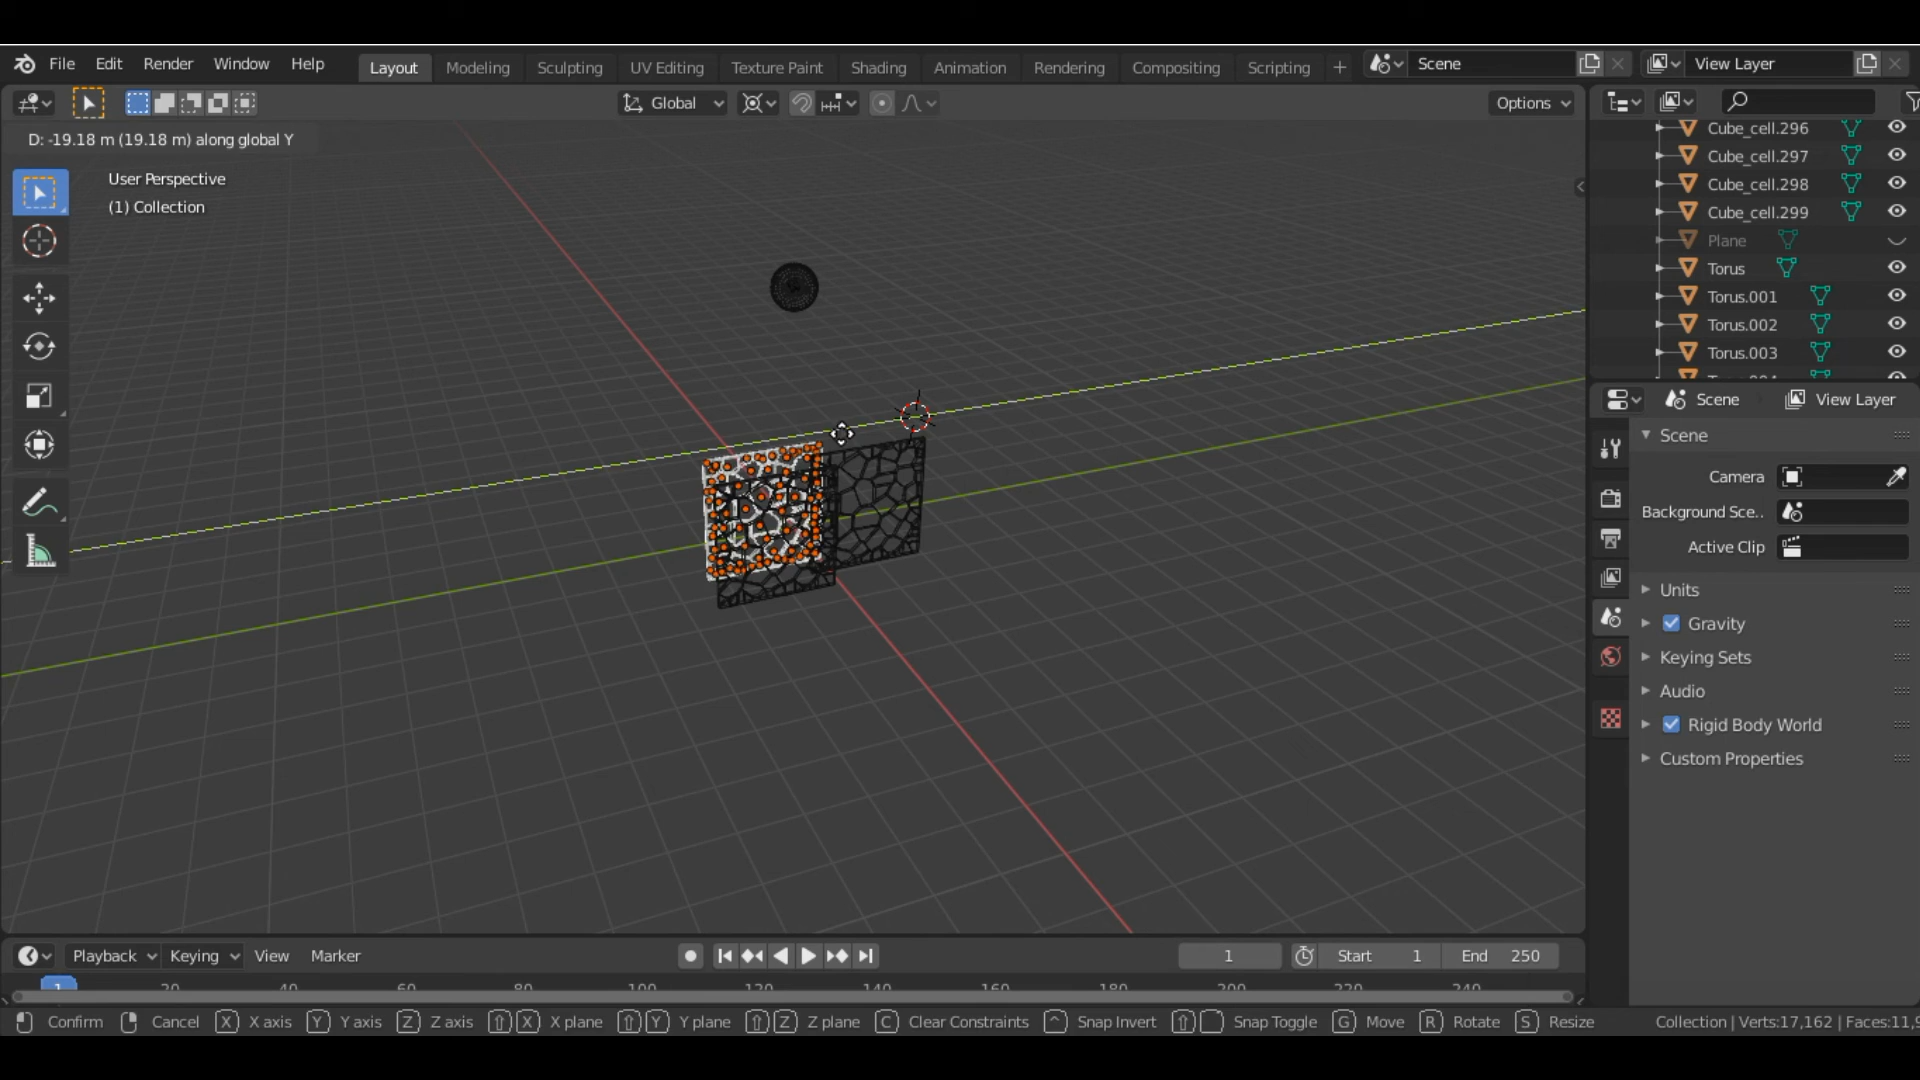 File Edit Render Window Help Layout Modeling Sculpting UV Editing Texture Paint Shading Animation Rendering Compositing Scripting + Scene View Layer
Global Options
D: -19.18 m (19.18 m) along global Y
User Perspective
(1) Collection
Cube_cell.296
Cube_cell.297
Cube_cell.298
Cube_cell.299
Plane
Torus
Torus.001
Torus.002
Torus.003
Scene View Layer
Scene
Camera
Background Sce..
Active Clip
Units
Gravity
Keying Sets
Audio
Rigid Body World
Custom Properties
Playback Keying View Marker 1 Start 1 End 250
1 20 40 60 80 100 120 140 160 180 200 220 240
Confirm Cancel X X axis Y Y axis Z Z axis X X plane Y Y plane Z Z plane C Clear Constraints Snap Invert Snap Toggle G Move R Rotate S Resize Collection | Verts:17,162 | Faces:11,9